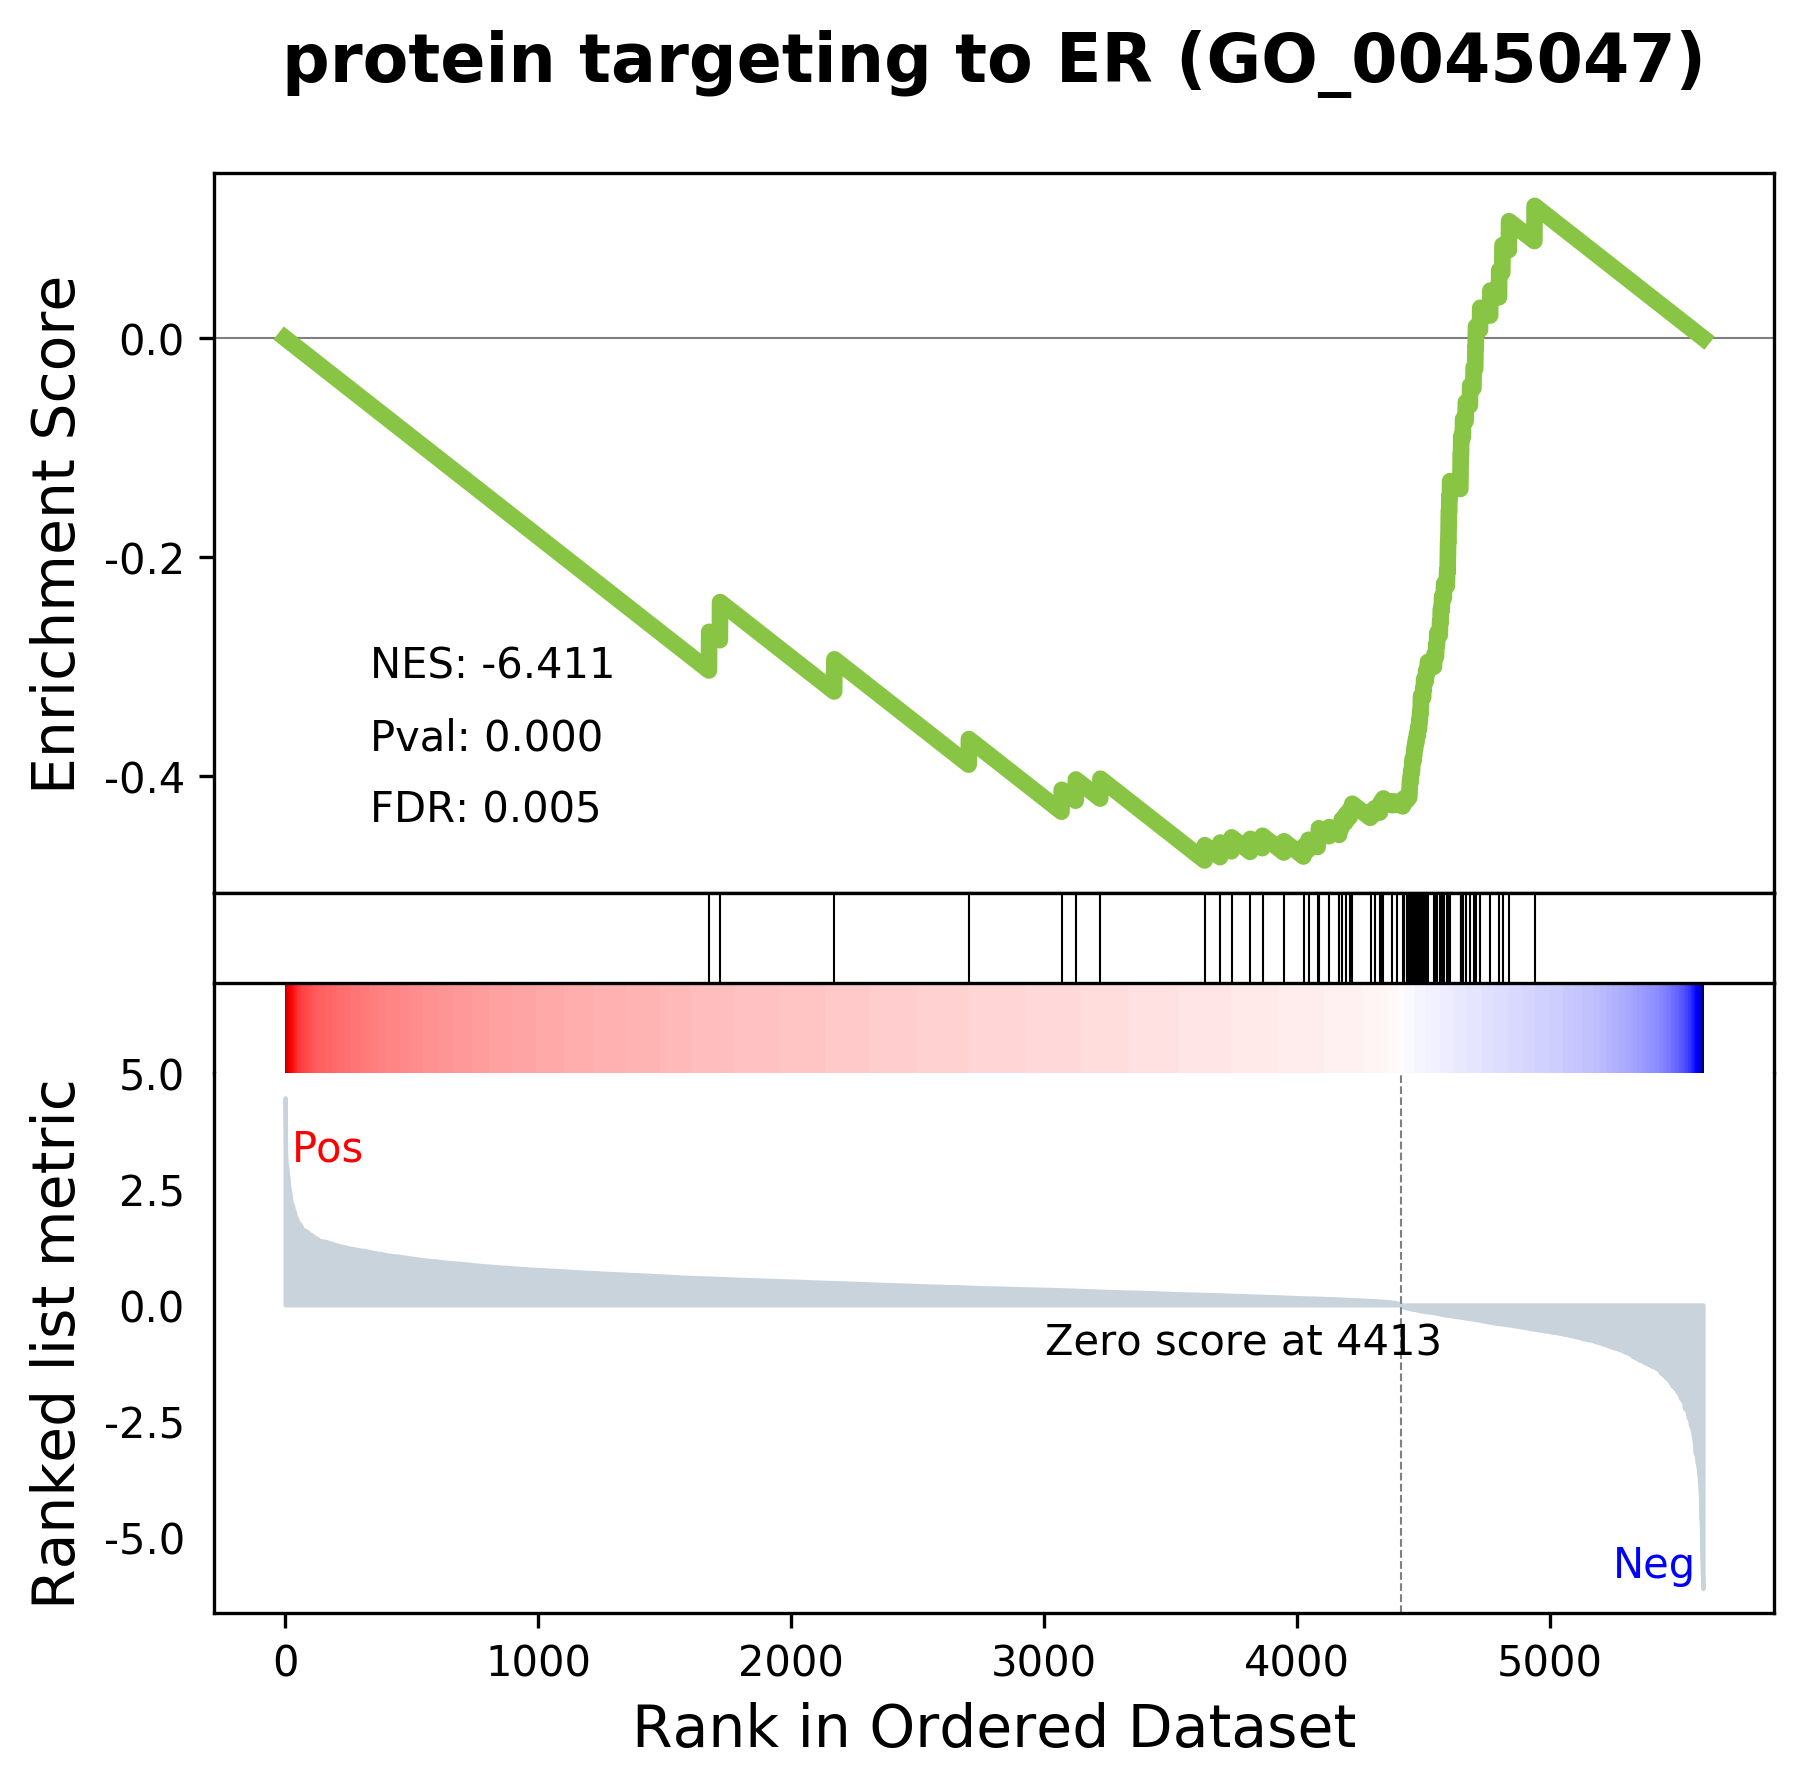 protein targeting to ER (GO_0045047)
Enrichment Score
0.0
-0.2
-0.4
NES: -6.411
Pval: 0.000
FDR: 0.005
Ranked list metric
5.0
2.5
0.0
-2.5
-5.0
Pos
Zero score at 4413
Neg
0 1000 2000 3000 4000 5000
Rank in Ordered Dataset